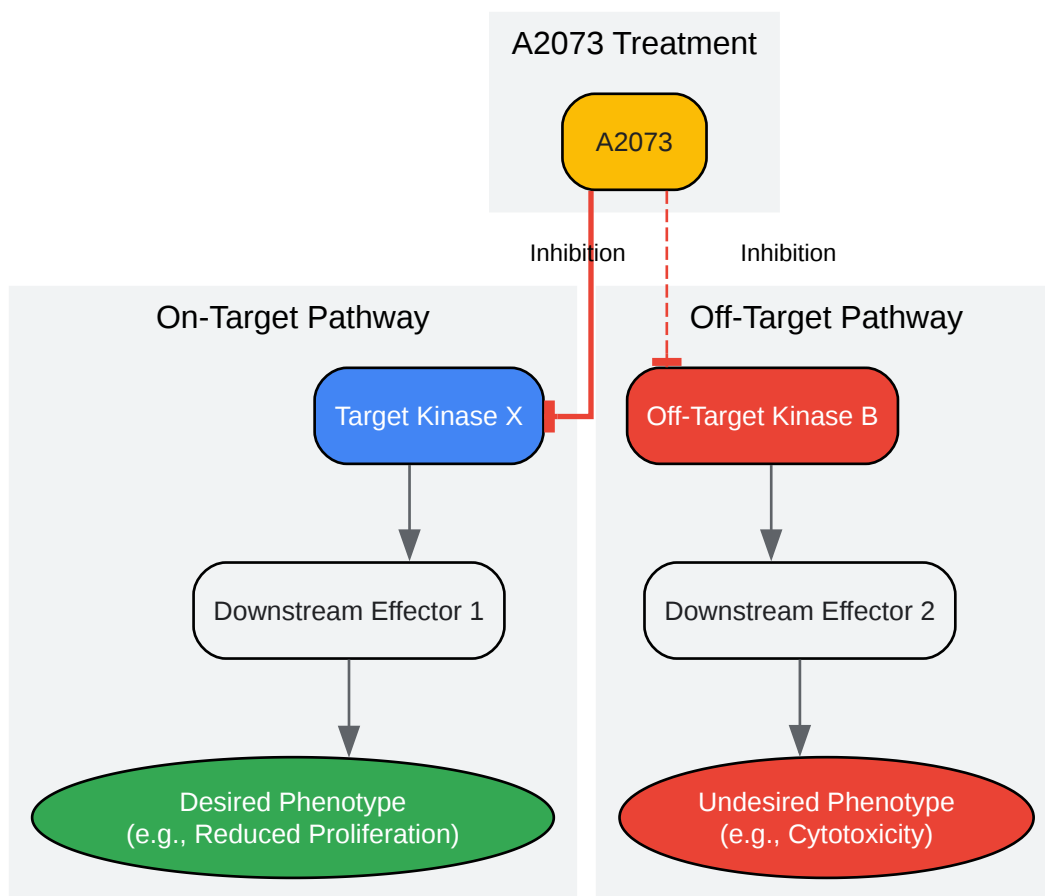 A2073 Treatment
A2073
Inhibition
Inhibition
On-Target Pathway
Off-Target Pathway
Target Kinase X
Off-Target Kinase B
Downstream Effector 1
Downstream Effector 2
Desired Phenotype
(e.g., Reduced Proliferation)
Undesired Phenotype
(e.g., Cytotoxicity)